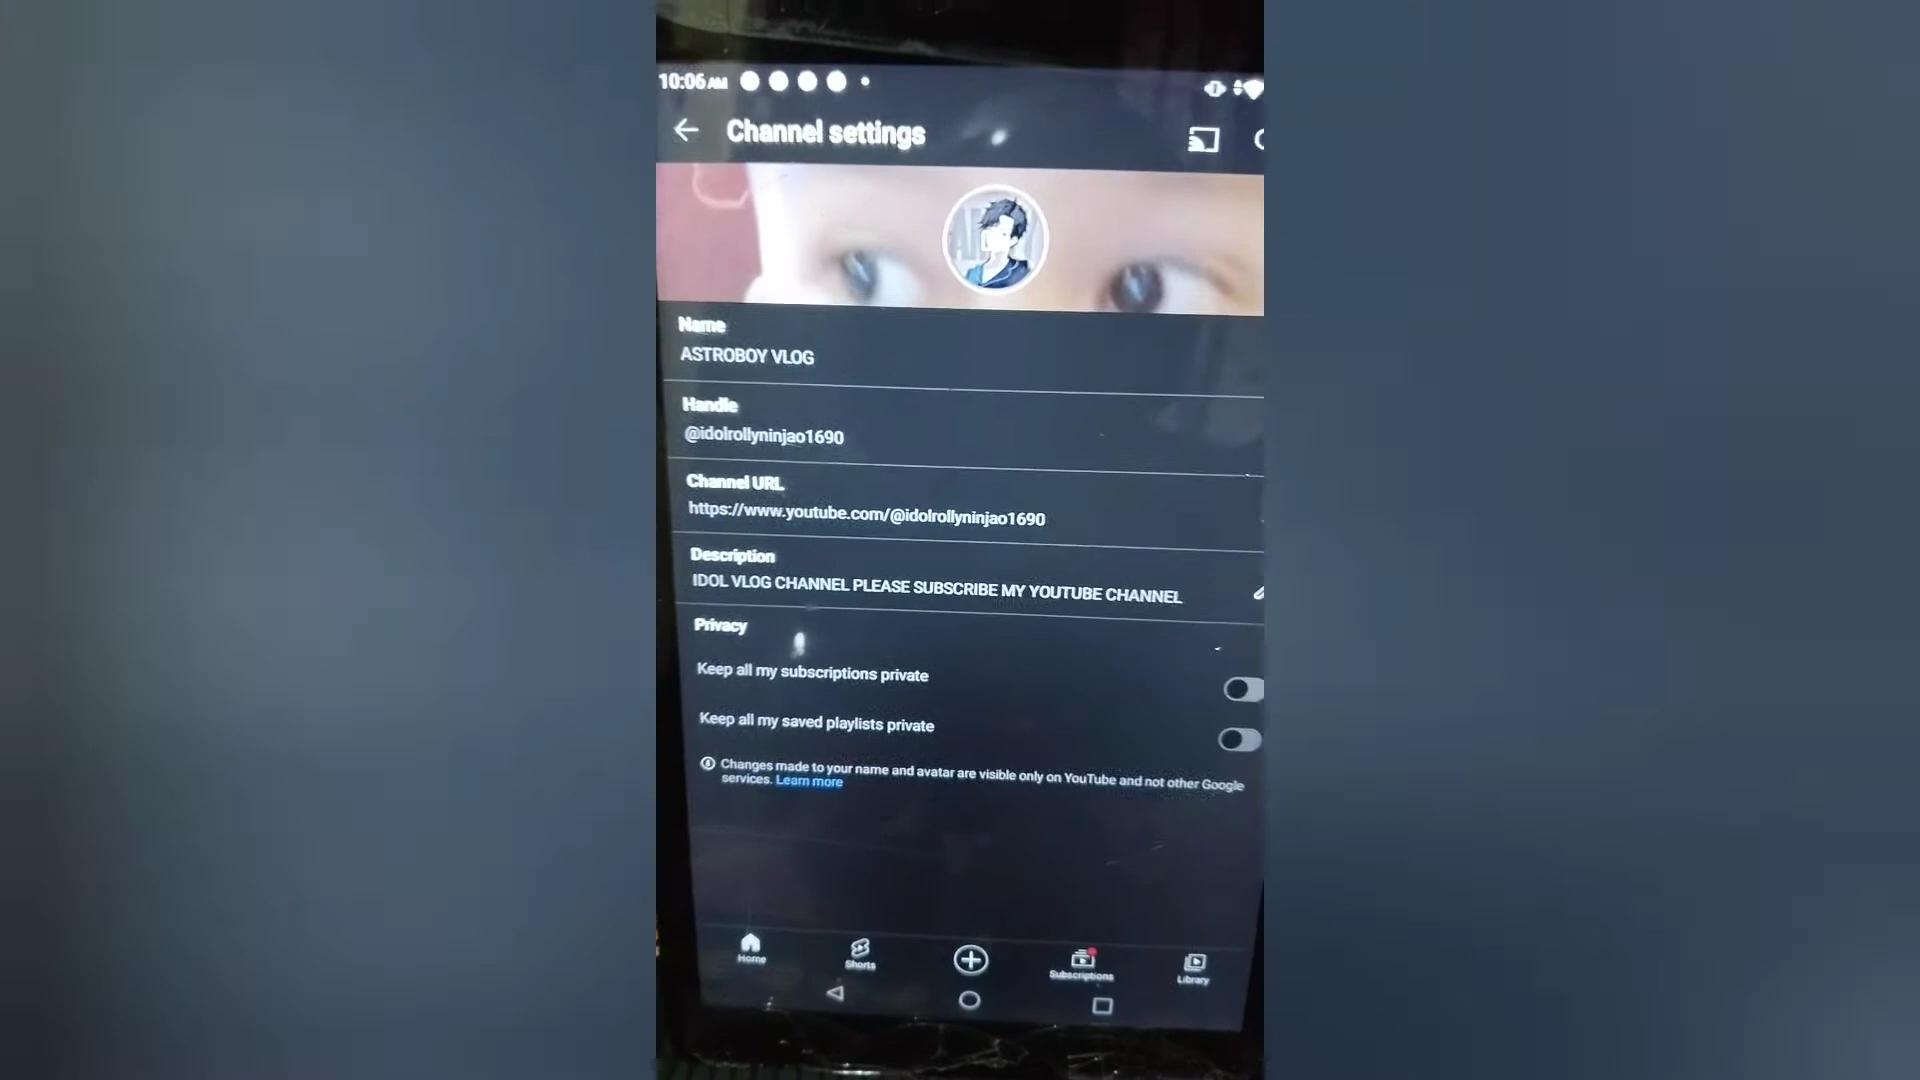 10:06 AM
Channel settings
Name
ASTROBOY VLOG
Handle
@idolrollyninjao1690
Channel URL
https://www.youtube.com/@idolrollyninjao1690
Description
IDOL VLOG CHANNEL PLEASE SUBSCRIBE MY YOUTUBE CHANNEL
Privacy
Keep all my subscriptions private
Keep all my saved playlists private
Changes made to your name and avatar are visible only on YouTube and not other Google
services. Learn more
Home
Shorts
Subscriptions
Library